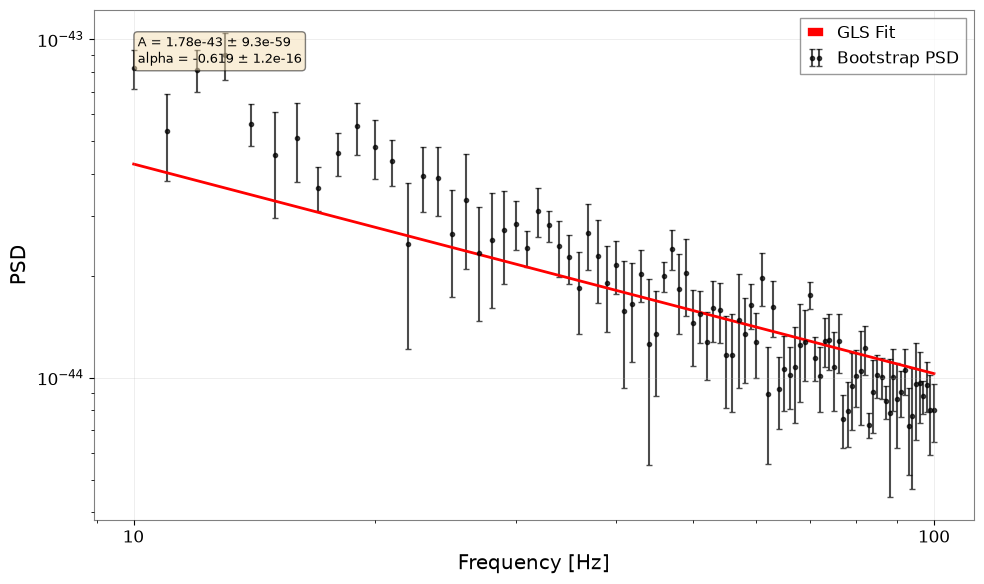 A = 1.78e-43 ± 9.3e-59
alpha = -0.619 ± 1.2e-16
GLS Fit
Bootstrap PSD
10⁻⁴³
10⁻⁴⁴
PSD
10
100
Frequency [Hz]